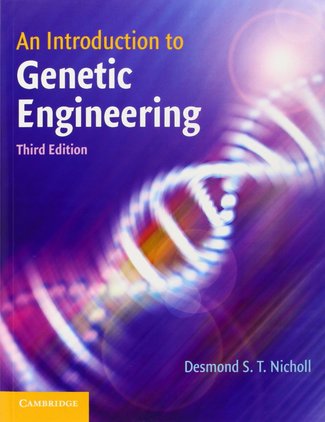 An Introduction to
Genetic
Engineering
Third Edition
Desmond S. T. Nicholl
CAMBRIDGE